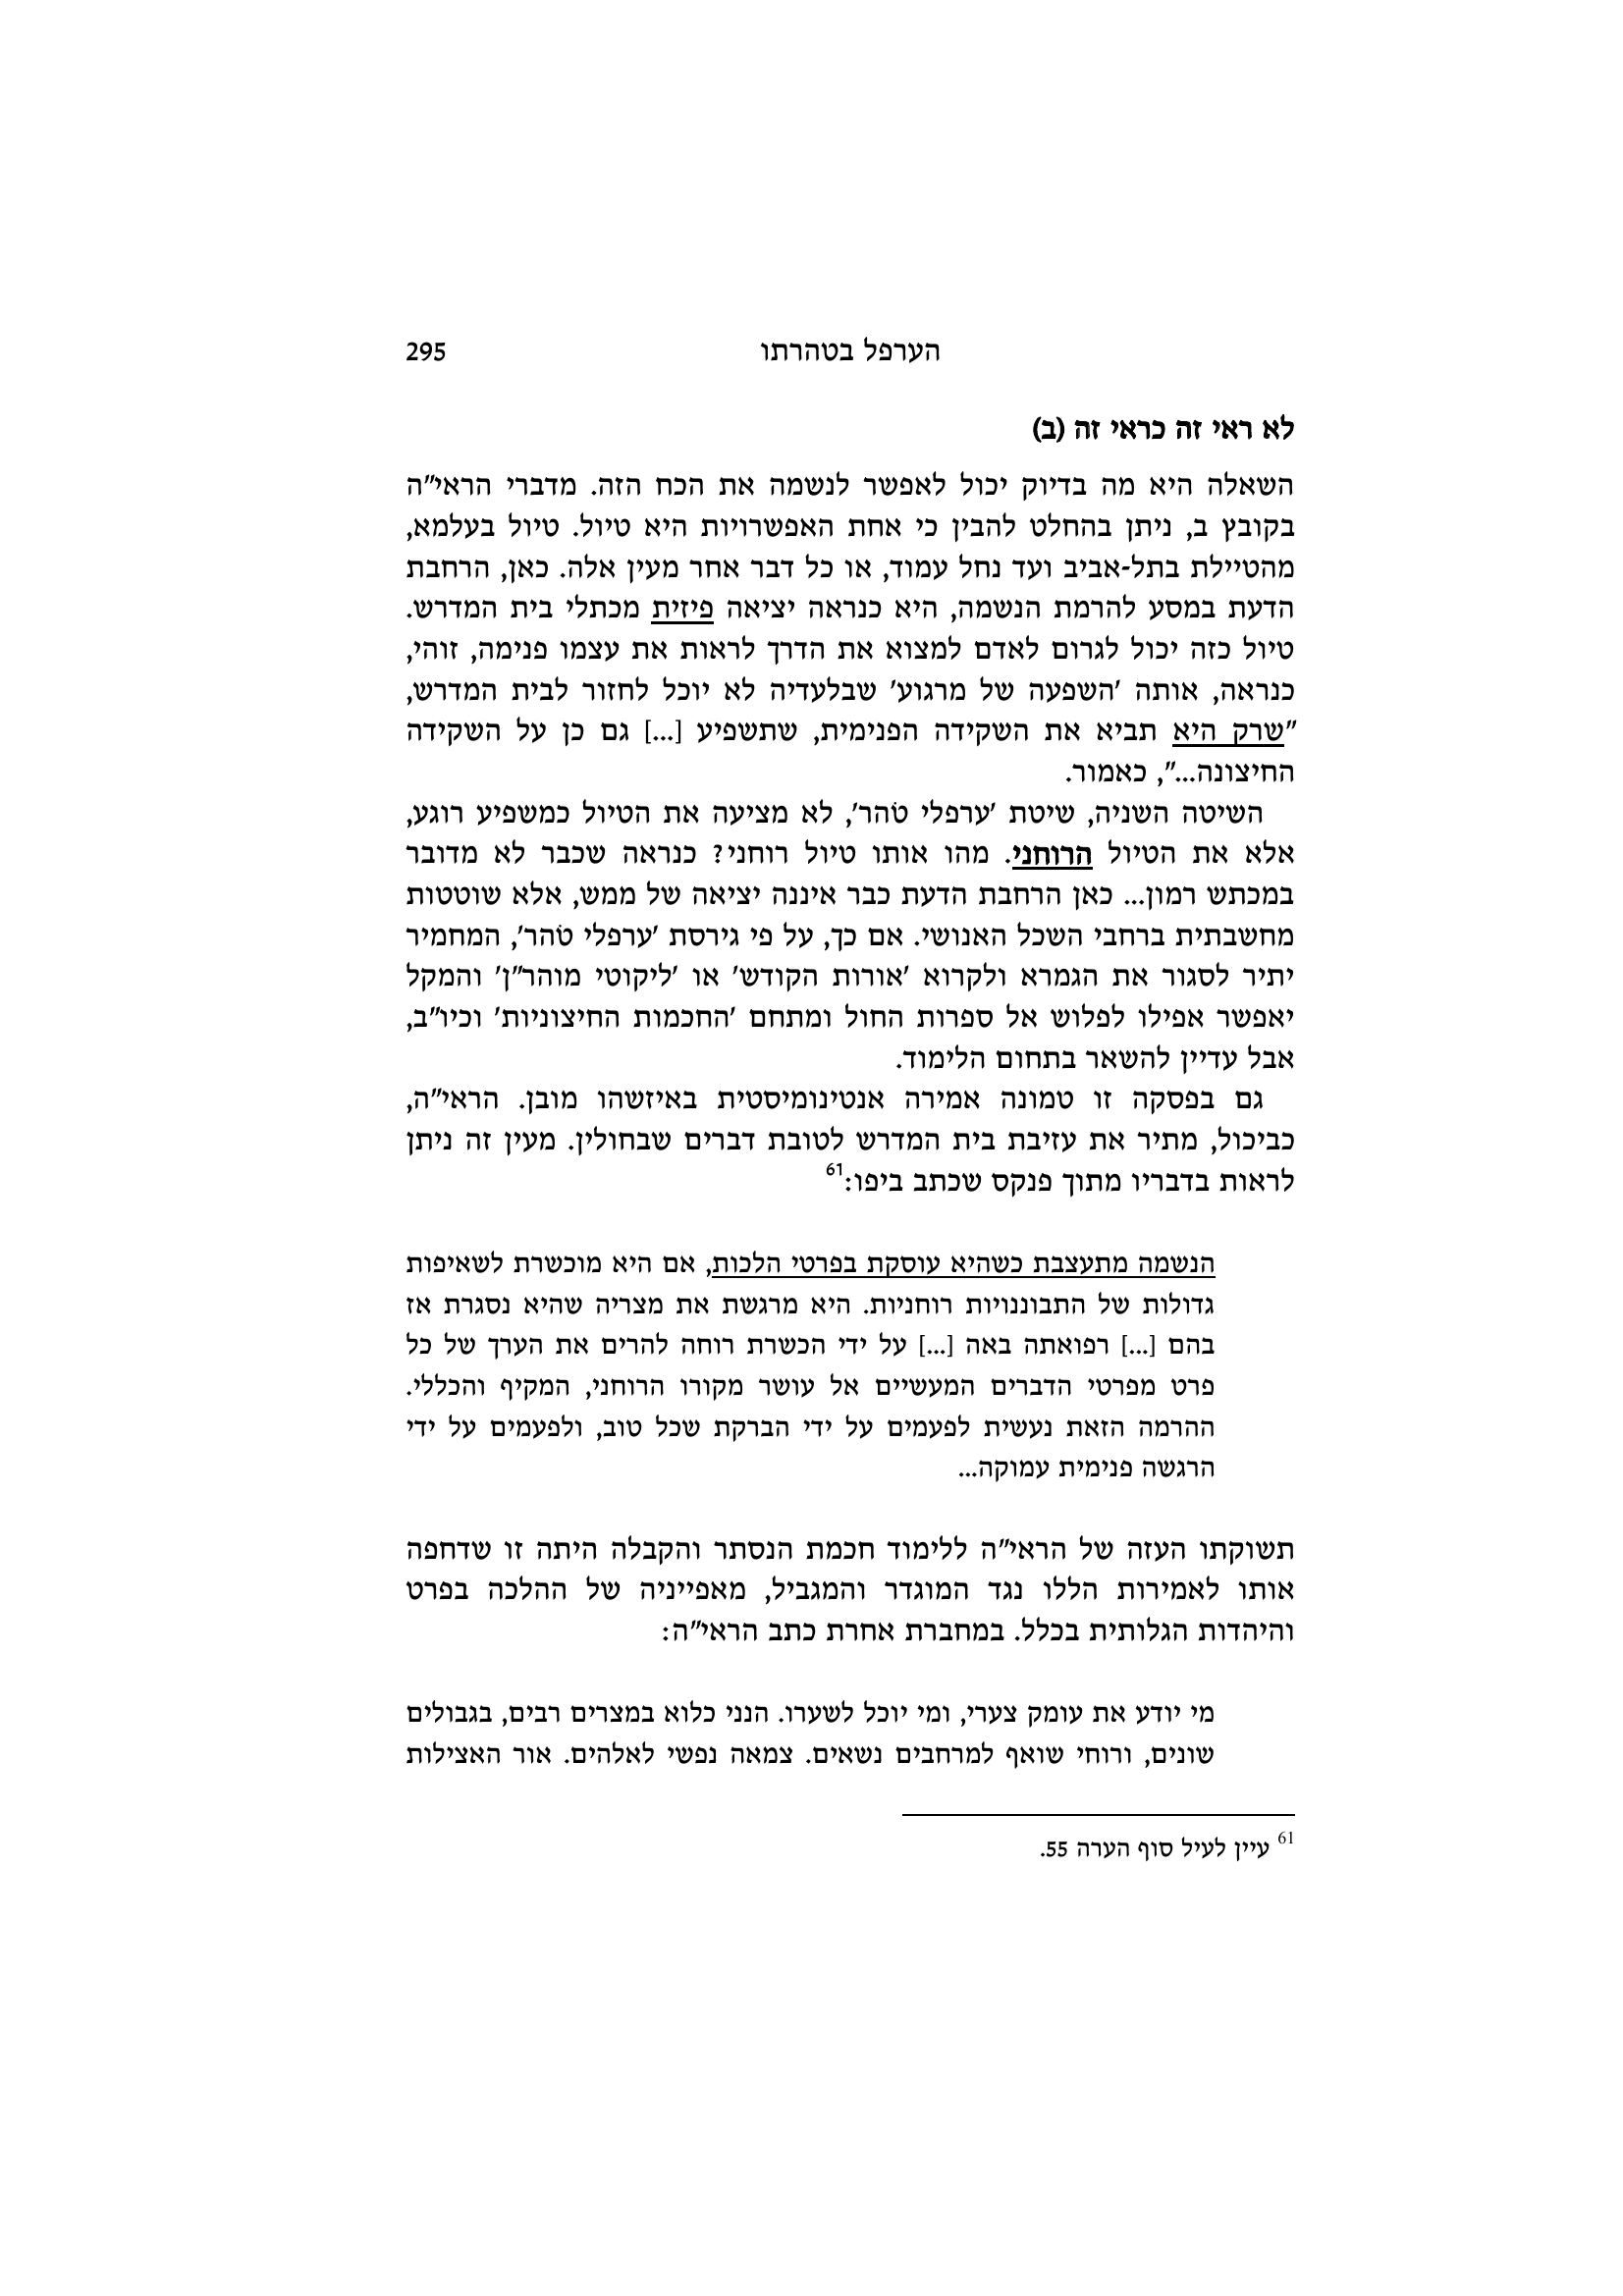 הערפל בטהרתו 295
לא ראי זה כראי זה (ב)
השאלה היא מה בדיוק יכול לאפשר לנשמה את הכח הזה. מדברי הראי"ה
בקובץ ב, ניתן בהחלט להבין כי אחת האפשרויות היא טיול. טיול בעלמא,
מהטיילת בתל-אביב ועד נחל עמוד, או כל דבר אחר מעין אלה. כאן, הרחבת
הדעת במסע להרמת הנשמה, היא כנראה יציאה פיזית מכתלי בית המדרש.
טיול כזה יכול לגרום לאדם למצוא את הדרך לראות את עצמו פנימה, זוהי,
כנראה, אותה 'השפעה של מרגוע' שבלעדיה לא יוכל לחזור לבית המדרש,
"שרק היא תביא את השקידה הפנימית, שתשפיע [...] גם כן על השקידה
החיצונה...", כאמור.
השיטה השניה, שיטת 'ערפלי טֹהר', לא מציעה את הטיול כמשפיע רוגע,
אלא את הטיול הרוחני. מהו אותו טיול רוחני? כנראה שכבר לא מדובר
במכתש רמון... כאן הרחבת הדעת כבר איננה יציאה של ממש, אלא שוטטות
מחשבתית ברחבי השכל האנושי. אם כך, על פי גירסת 'ערפלי טֹהר', המחמיר
יתיר לסגור את הגמרא ולקרוא 'אורות הקודש' או 'ליקוטי מוהר"ן' והמקל
יאפשר אפילו לפלוש אל ספרות החול ומתחם 'החכמות החיצוניות' וכיו"ב,
אבל עדיין להשאר בתחום הלימוד.
גם בפסקה זו טמונה אמירה אנטינומיסטית באיזשהו מובן. הראי"ה,
כביכול, מתיר את עזיבת בית המדרש לטובת דברים שבחולין. מעין זה ניתן
לראות בדבריו מתוך פנקס שכתב ביפו:61
הנשמה מתעצבת כשהיא עוסקת בפרטי הלכות, אם היא מוכשרת לשאיפות
גדולות של התבוננויות רוחניות. היא מרגשת את מצריה שהיא נסגרת אז
בהם [...] רפואתה באה [...] על ידי הכשרת רוחה להרים את הערך של כל
פרט מפרטי הדברים המעשיים אל עושר מקורו הרוחני, המקיף והכללי.
ההרמה הזאת נעשית לפעמים על ידי הברקת שכל טוב, ולפעמים על ידי
הרגשה פנימית עמוקה...
תשוקתו העזה של הראי"ה ללימוד חכמת הנסתר והקבלה היתה זו שדחפה
אותו לאמירות הללו נגד המוגדר והמגביל, מאפייניה של ההלכה בפרט
והיהדות הגלותית בכלל. במחברת אחרת כתב הראי"ה:
מי יודע את עומק צערי, ומי יוכל לשערו. הנני כלוא במצרים רבים, בגבולים
שונים, ורוחי שואף למרחבים נשאים. צמאה נפשי לאלהים. אור האצילות
61 עיין לעיל סוף הערה 55.